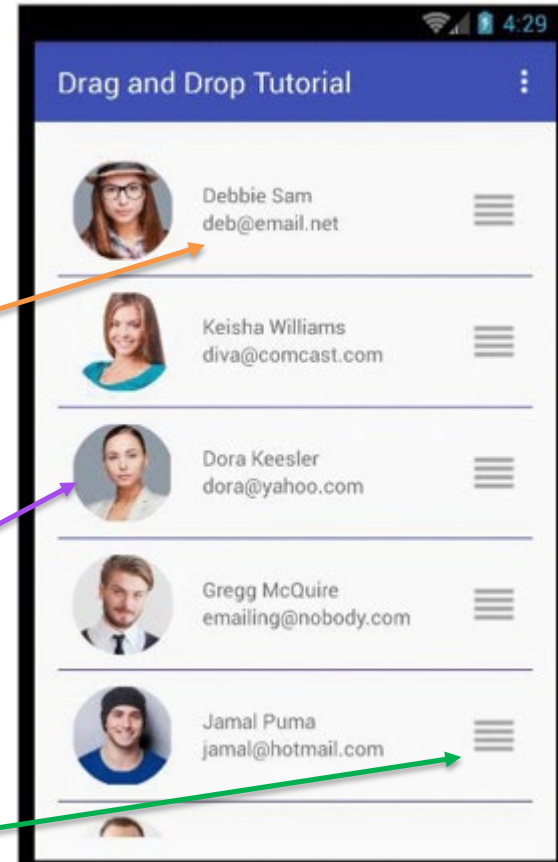 4:29
Drag and Drop Tutorial
Debbie Sam
deb@email.net
Keisha Williams
diva@comcast.com
Dora Keesler
dora@yahoo.com
Gregg McQuire
emailing@nobody.com
Jamal Puma
jamal@hotmail.com